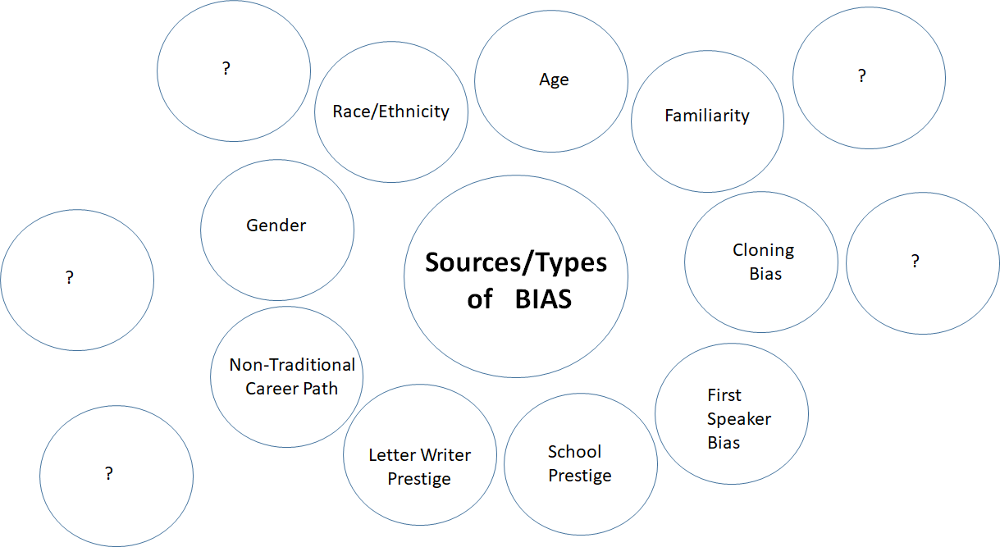 ?
Age
?
Race/Ethnicity
Familiarity
Gender
Sources/Types
of BIAS
Cloning
Bias
?
?
Non-Traditional
Career Path
First
Speaker
Bias
Letter Writer
Prestige
School
Prestige
?